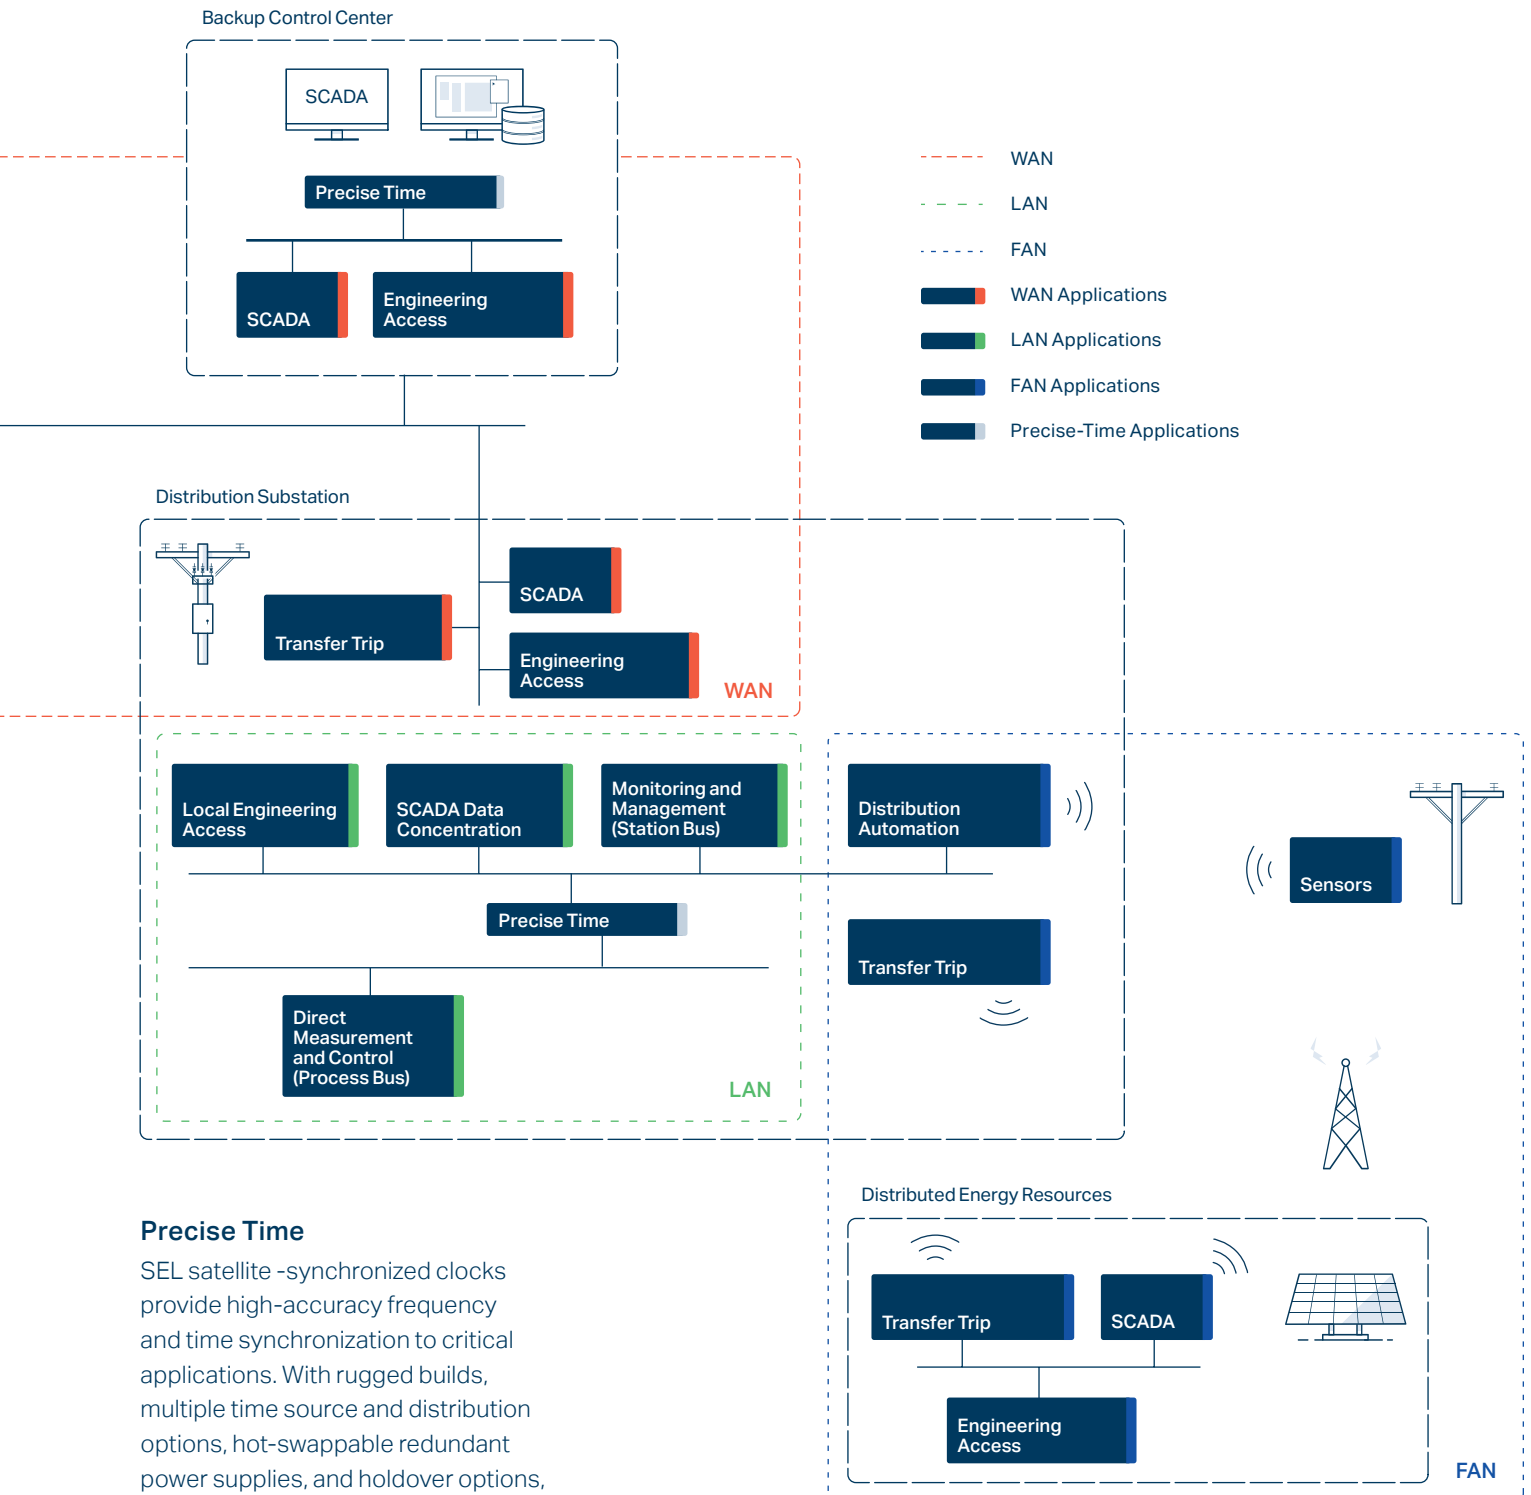 Backup Control Center
SCADA
Precise Time
SCADA
Engineering
Access
WAN
LAN
FAN
WAN Applications
LAN Applications
FAN Applications
Precise-Time Applications
Distribution Substation
Transfer Trip
SCADA
Engineering
Access
WAN
Local Engineering
Access
SCADA Data
Concentration
Monitoring and
Management
(Station Bus)
Distribution
Automation
Sensors
Precise Time
Transfer Trip
Direct
Measurement
and Control
(Process Bus)
LAN
Distributed Energy Resources
Transfer Trip
SCADA
Engineering
Access
FAN
Precise Time
SEL satellite -synchronized clocks
provide high-accuracy frequency
and time synchronization to critical
applications. With rugged builds,
multiple time source and distribution
options, hot-swappable redundant
power supplies, and holdover options,